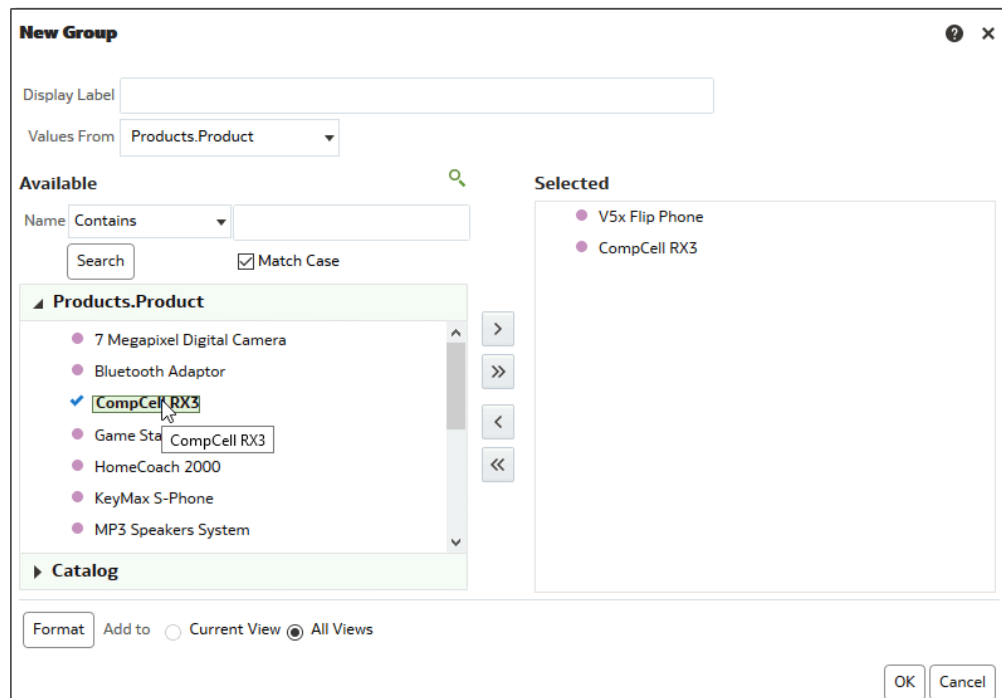 New Group
Display Label
Values From Products.Product
Available
Name Contains
Search Match Case
Products.Product
7 Megapixel Digital Camera
Bluetooth Adaptor
CompCell RX3
Game Sta
CompCell RX3
HomeCoach 2000
KeyMax S-Phone
MP3 Speakers System
Catalog
Selected
V5x Flip Phone
CompCell RX3
Format Add to Current View All Views
OK Cancel